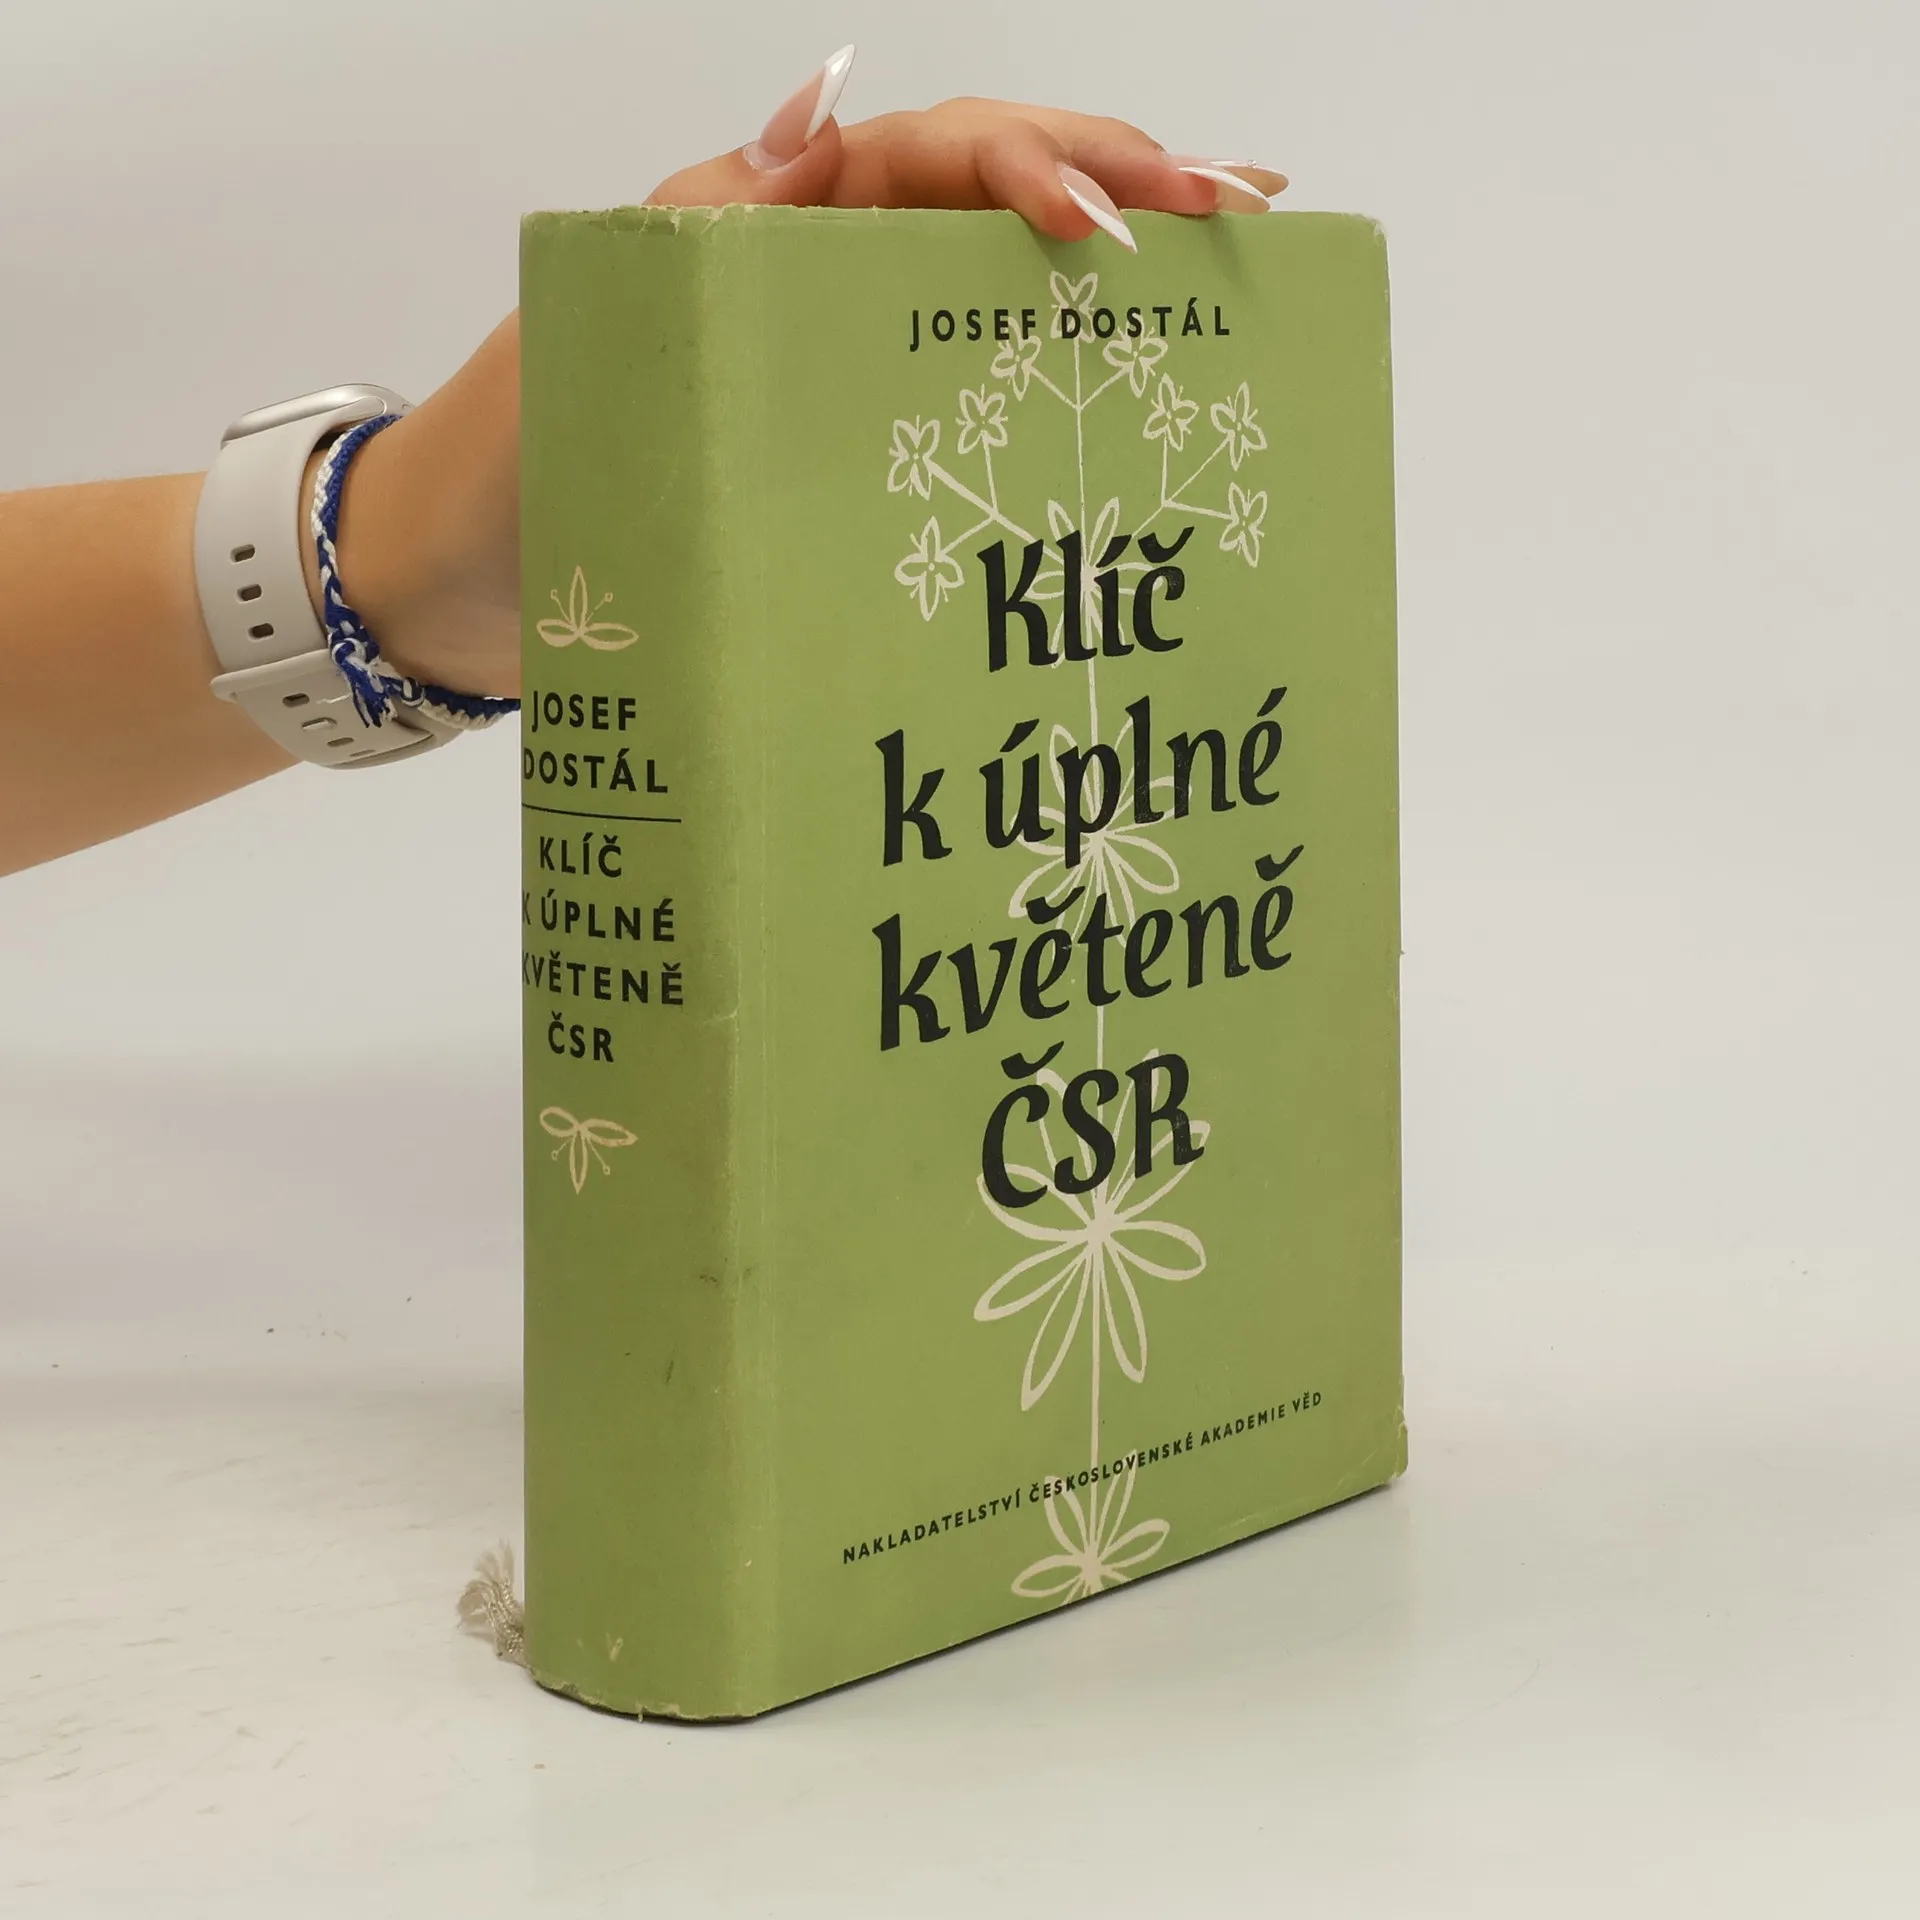 JOSEF DOSTÁL
Klíč
k úplné
květeně
ČSR
NAKLADATELSTVÍ ČESKOSLOVENSKÉ AKADEMIE VĚD
JOSEF
DOSTÁL
KLÍČ
K ÚPLNÉ
KVĚTENĚ
ČSR